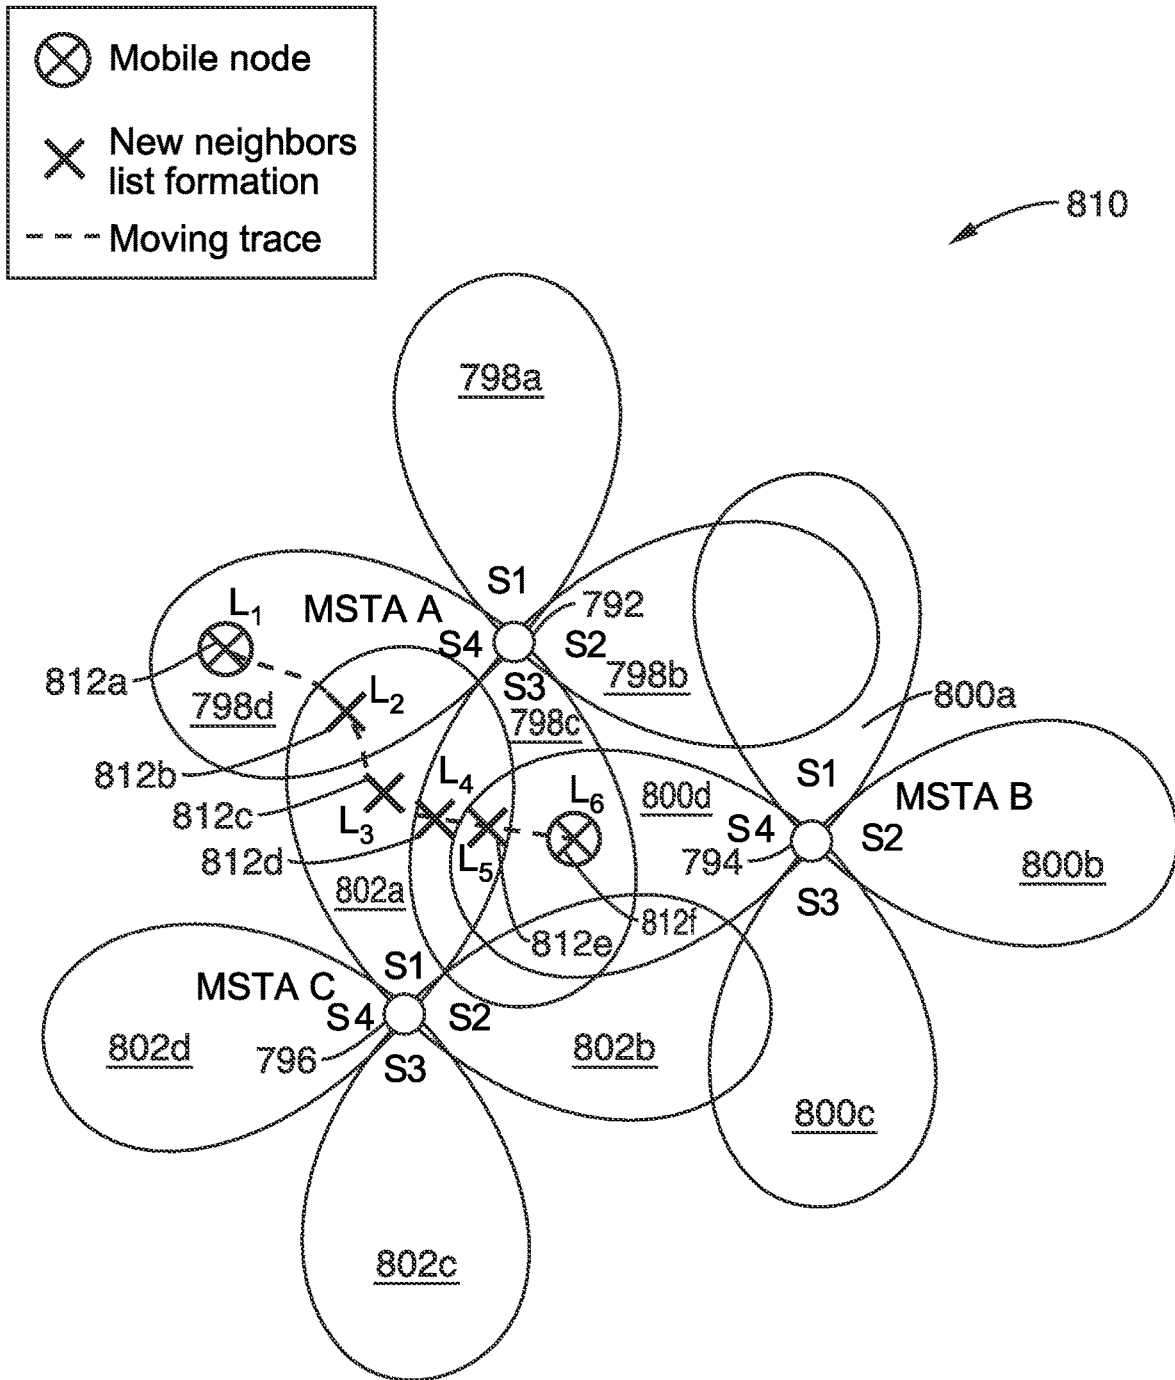 Mobile node
New neighbors
list formation
Moving trace
810
798a
S1
792
L1
MSTA A
S4
S2
812a
798d
L2
S3
798b
798c
800a
812b
812c
L4
L6
800d
S1
MSTA B
L3
S4
S2
812d
L5
794
800b
802a
S3
812e
812f
S1
MSTA C
S4
S2
802d
796
S3
802b
800c
802c